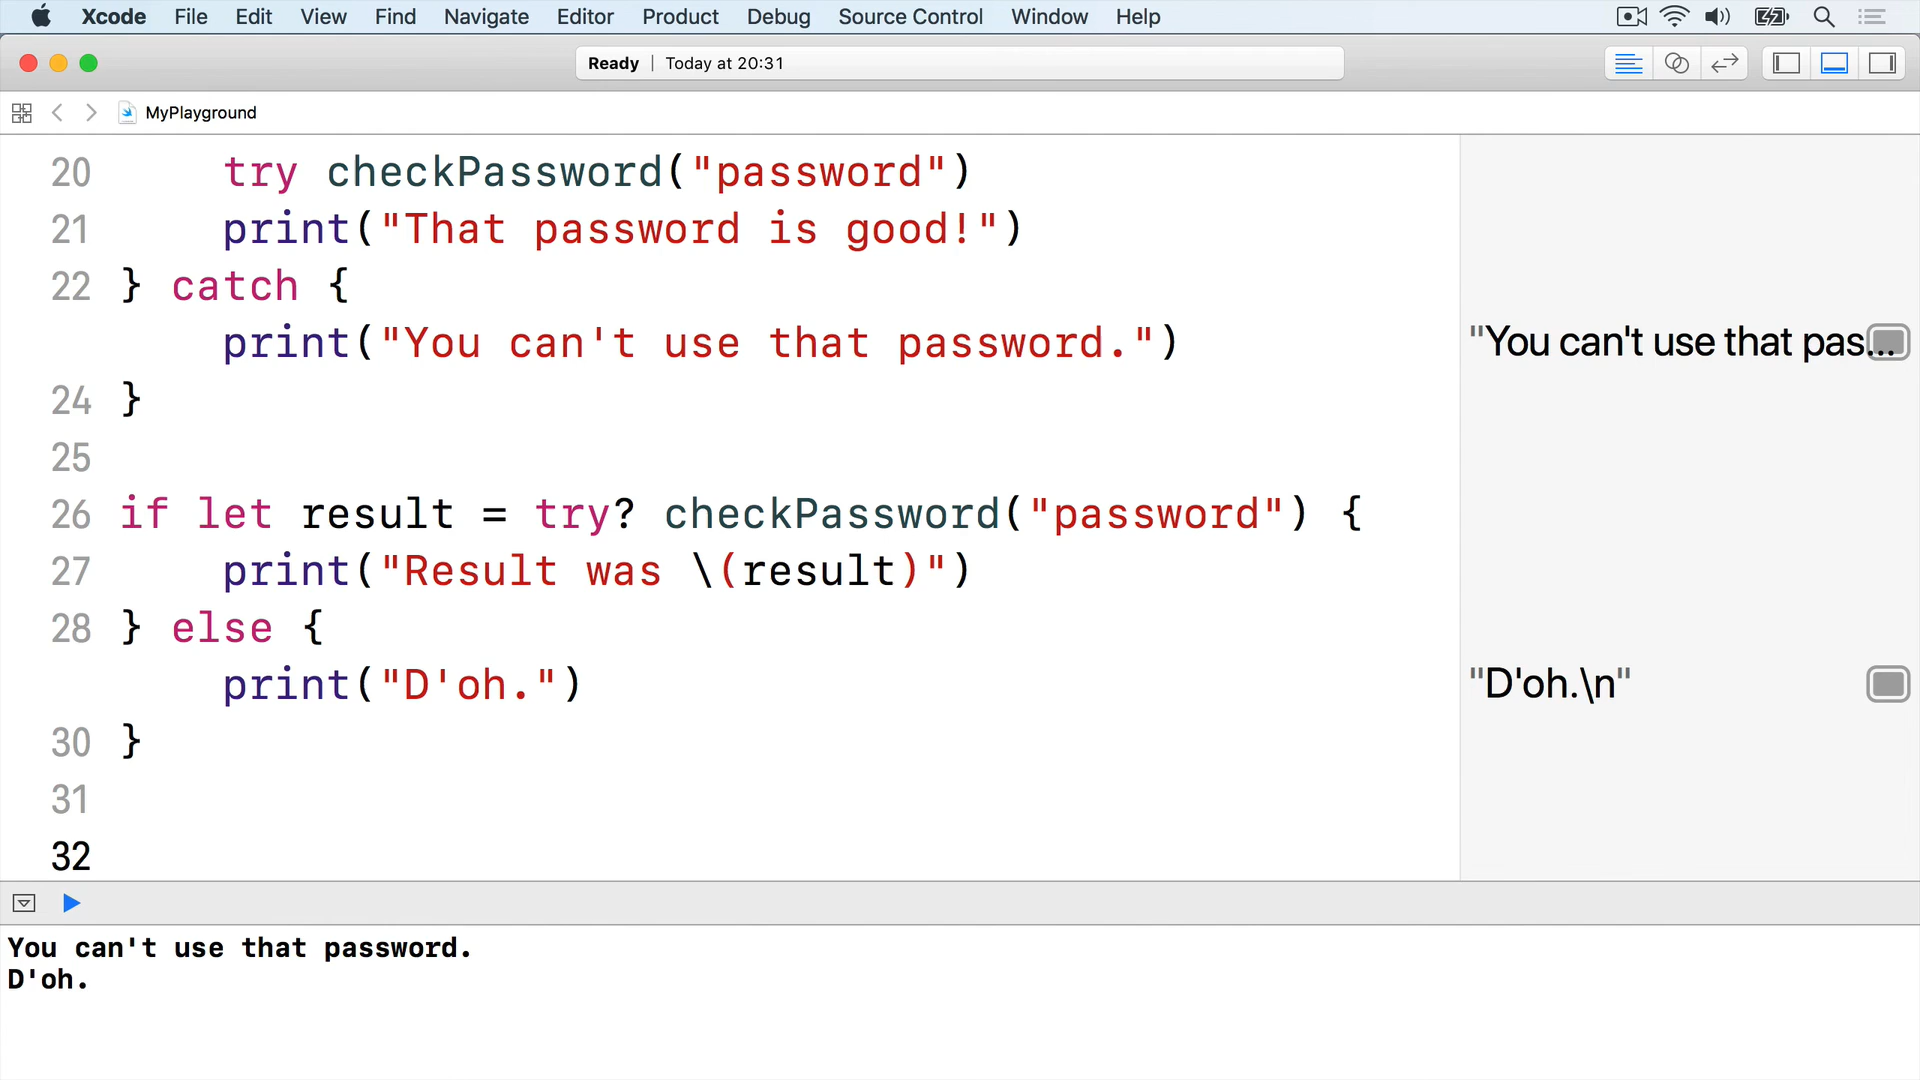 Xcode File Edit View Find Navigate Editor Product Debug Source Control Window Help
Ready | Today at 20:31
MyPlayground
20 try checkPassword("password")
21 print("That password is good!")
22 } catch {
print("You can't use that password.")
"You can't use that pas...
24 }
25
26 if let result = try? checkPassword("password") {
27 print("Result was \(result)")
28 } else {
print("D'oh.")
"D'oh.\n"
30 }
31
32
You can't use that password.
D'oh.